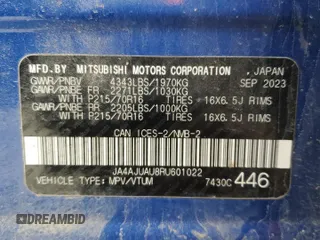 MFD.BY MITSUBISHI MOTORS CORPORATION, JAPAN
GVWR/PNBV 4343LBS/1970KG SEP 2023
GAWR/PNBE FR 2271LBS/1030KG
WITH P215/70R16 TIRES 16X6.5J RIMS
GAWR/PNBE RR 2205LBS/1000KG
WITH P215/70R16 TIRES 16X6.5J RIMS
CAN ICES-2/NMB-2
JA4AJUAU8RU601022
VEHICLE TYPE: MPV/VTUM 7430C 446
© AUTOBIDMASTER